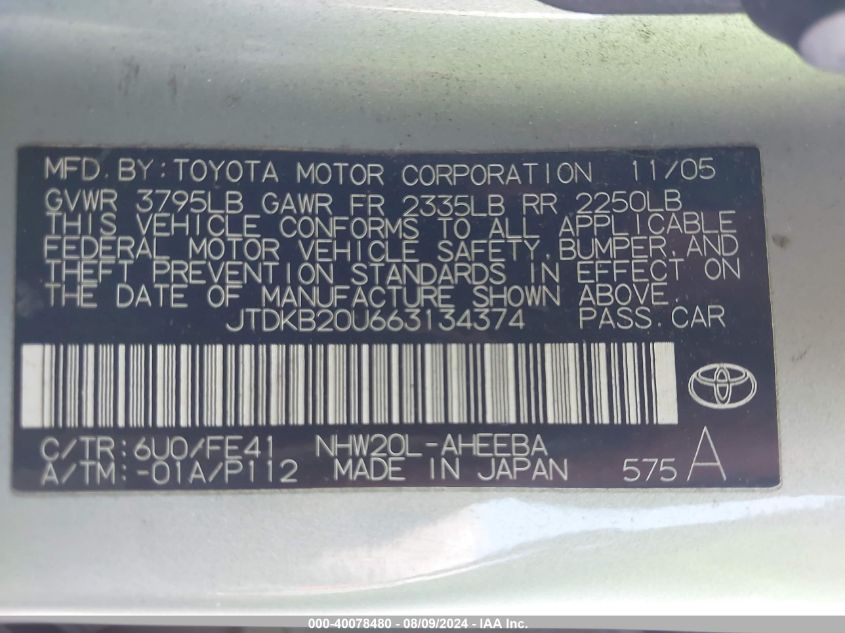 MFD. BY: TOYOTA MOTOR CORPORATION 11/05
GVWR 3795LB GAWR FR 2335LB RR 2250LB
THIS VEHICLE CONFORMS TO ALL APPLICABLE
FEDERAL MOTOR VEHICLE SAFETY, BUMPER, AND
THEFT PREVENTION STANDARDS IN EFFECT ON
THE DATE OF MANUFACTURE SHOWN ABOVE.
JTDKB20U663134374 PASS. CAR
C/TR: 6U0/FE41 NHW20L-AHEEBA
A/TM: -01A/P112 MADE IN JAPAN 575 A
000-40078480 - 08/09/2024 - IAA Inc.